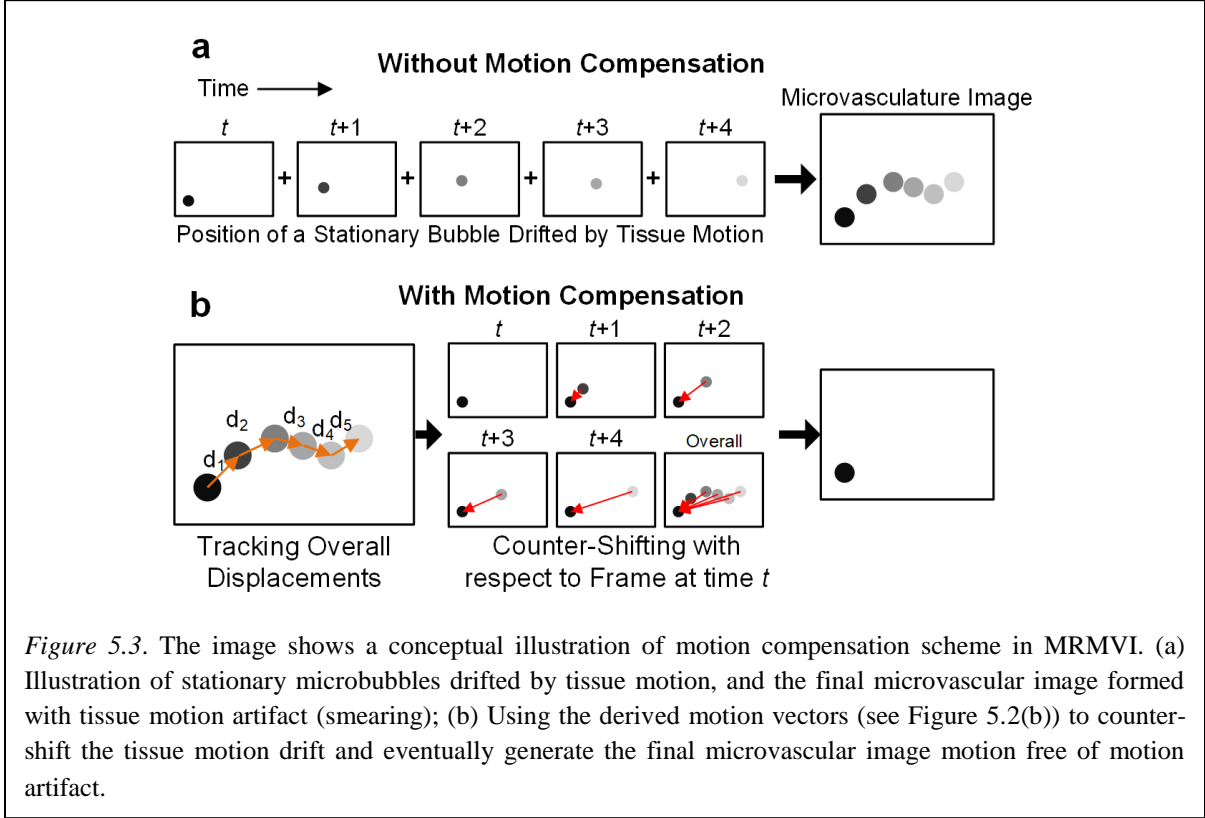 a
Without Motion Compensation
Time
Microvasculature Image
t
t+1
t+2
t+3
t+4
+
+
+
+
Position of a Stationary Bubble Drifted by Tissue Motion
b
With Motion Compensation
t
t+1
t+2
d1
d2
d3
d4
d5
t+3
t+4
Overall
Tracking Overall
Displacements
Counter-Shifting with
respect to Frame at time t
Figure 5.3. The image shows a conceptual illustration of motion compensation scheme in MRMVI. (a)
Illustration of stationary microbubbles drifted by tissue motion, and the final microvascular image formed
with tissue motion artifact (smearing); (b) Using the derived motion vectors (see Figure 5.2(b)) to counter-
shift the tissue motion drift and eventually generate the final microvascular image motion free of motion
artifact.